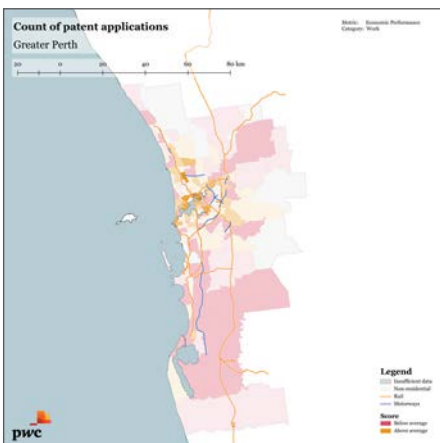 Count of patent applications
Greater Perth
20 0 20 40 60 80 km
Metric: Economic Performance
Category: Work
Legend
Insufficient data
Non-residential
Rail
Motorways
Score
Below average
Above average
pwc